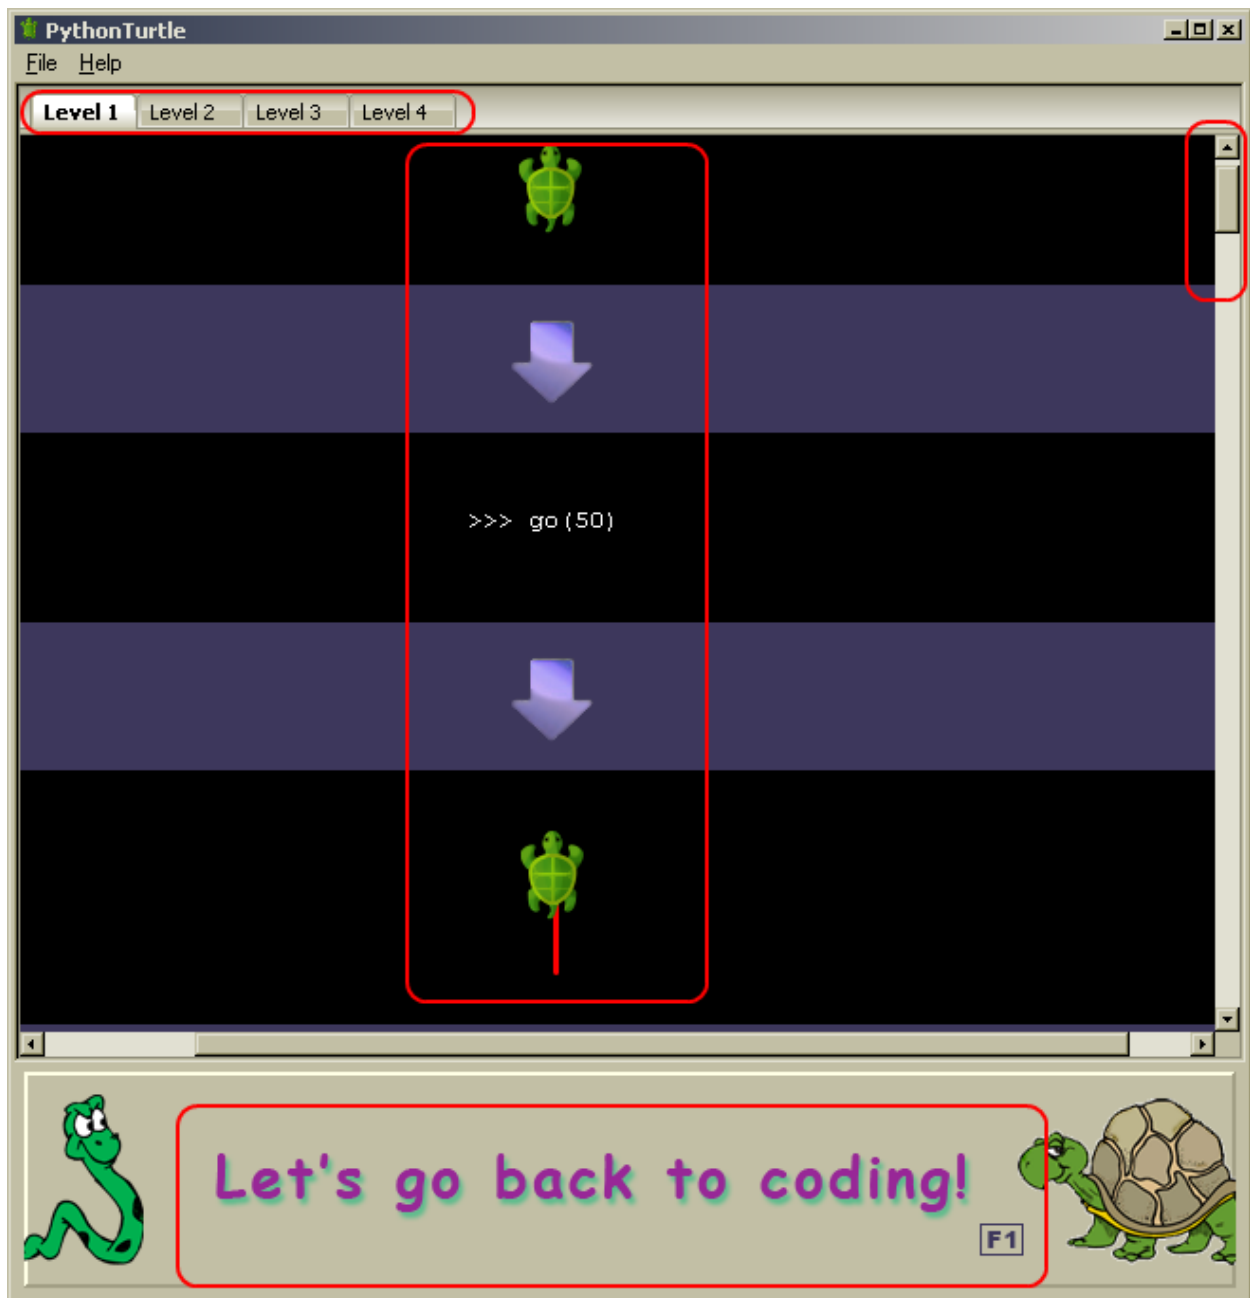 PythonTurtle
File Help
Level 1 Level 2 Level 3 Level 4
>>> go(50)
Let's go back to coding!
F1